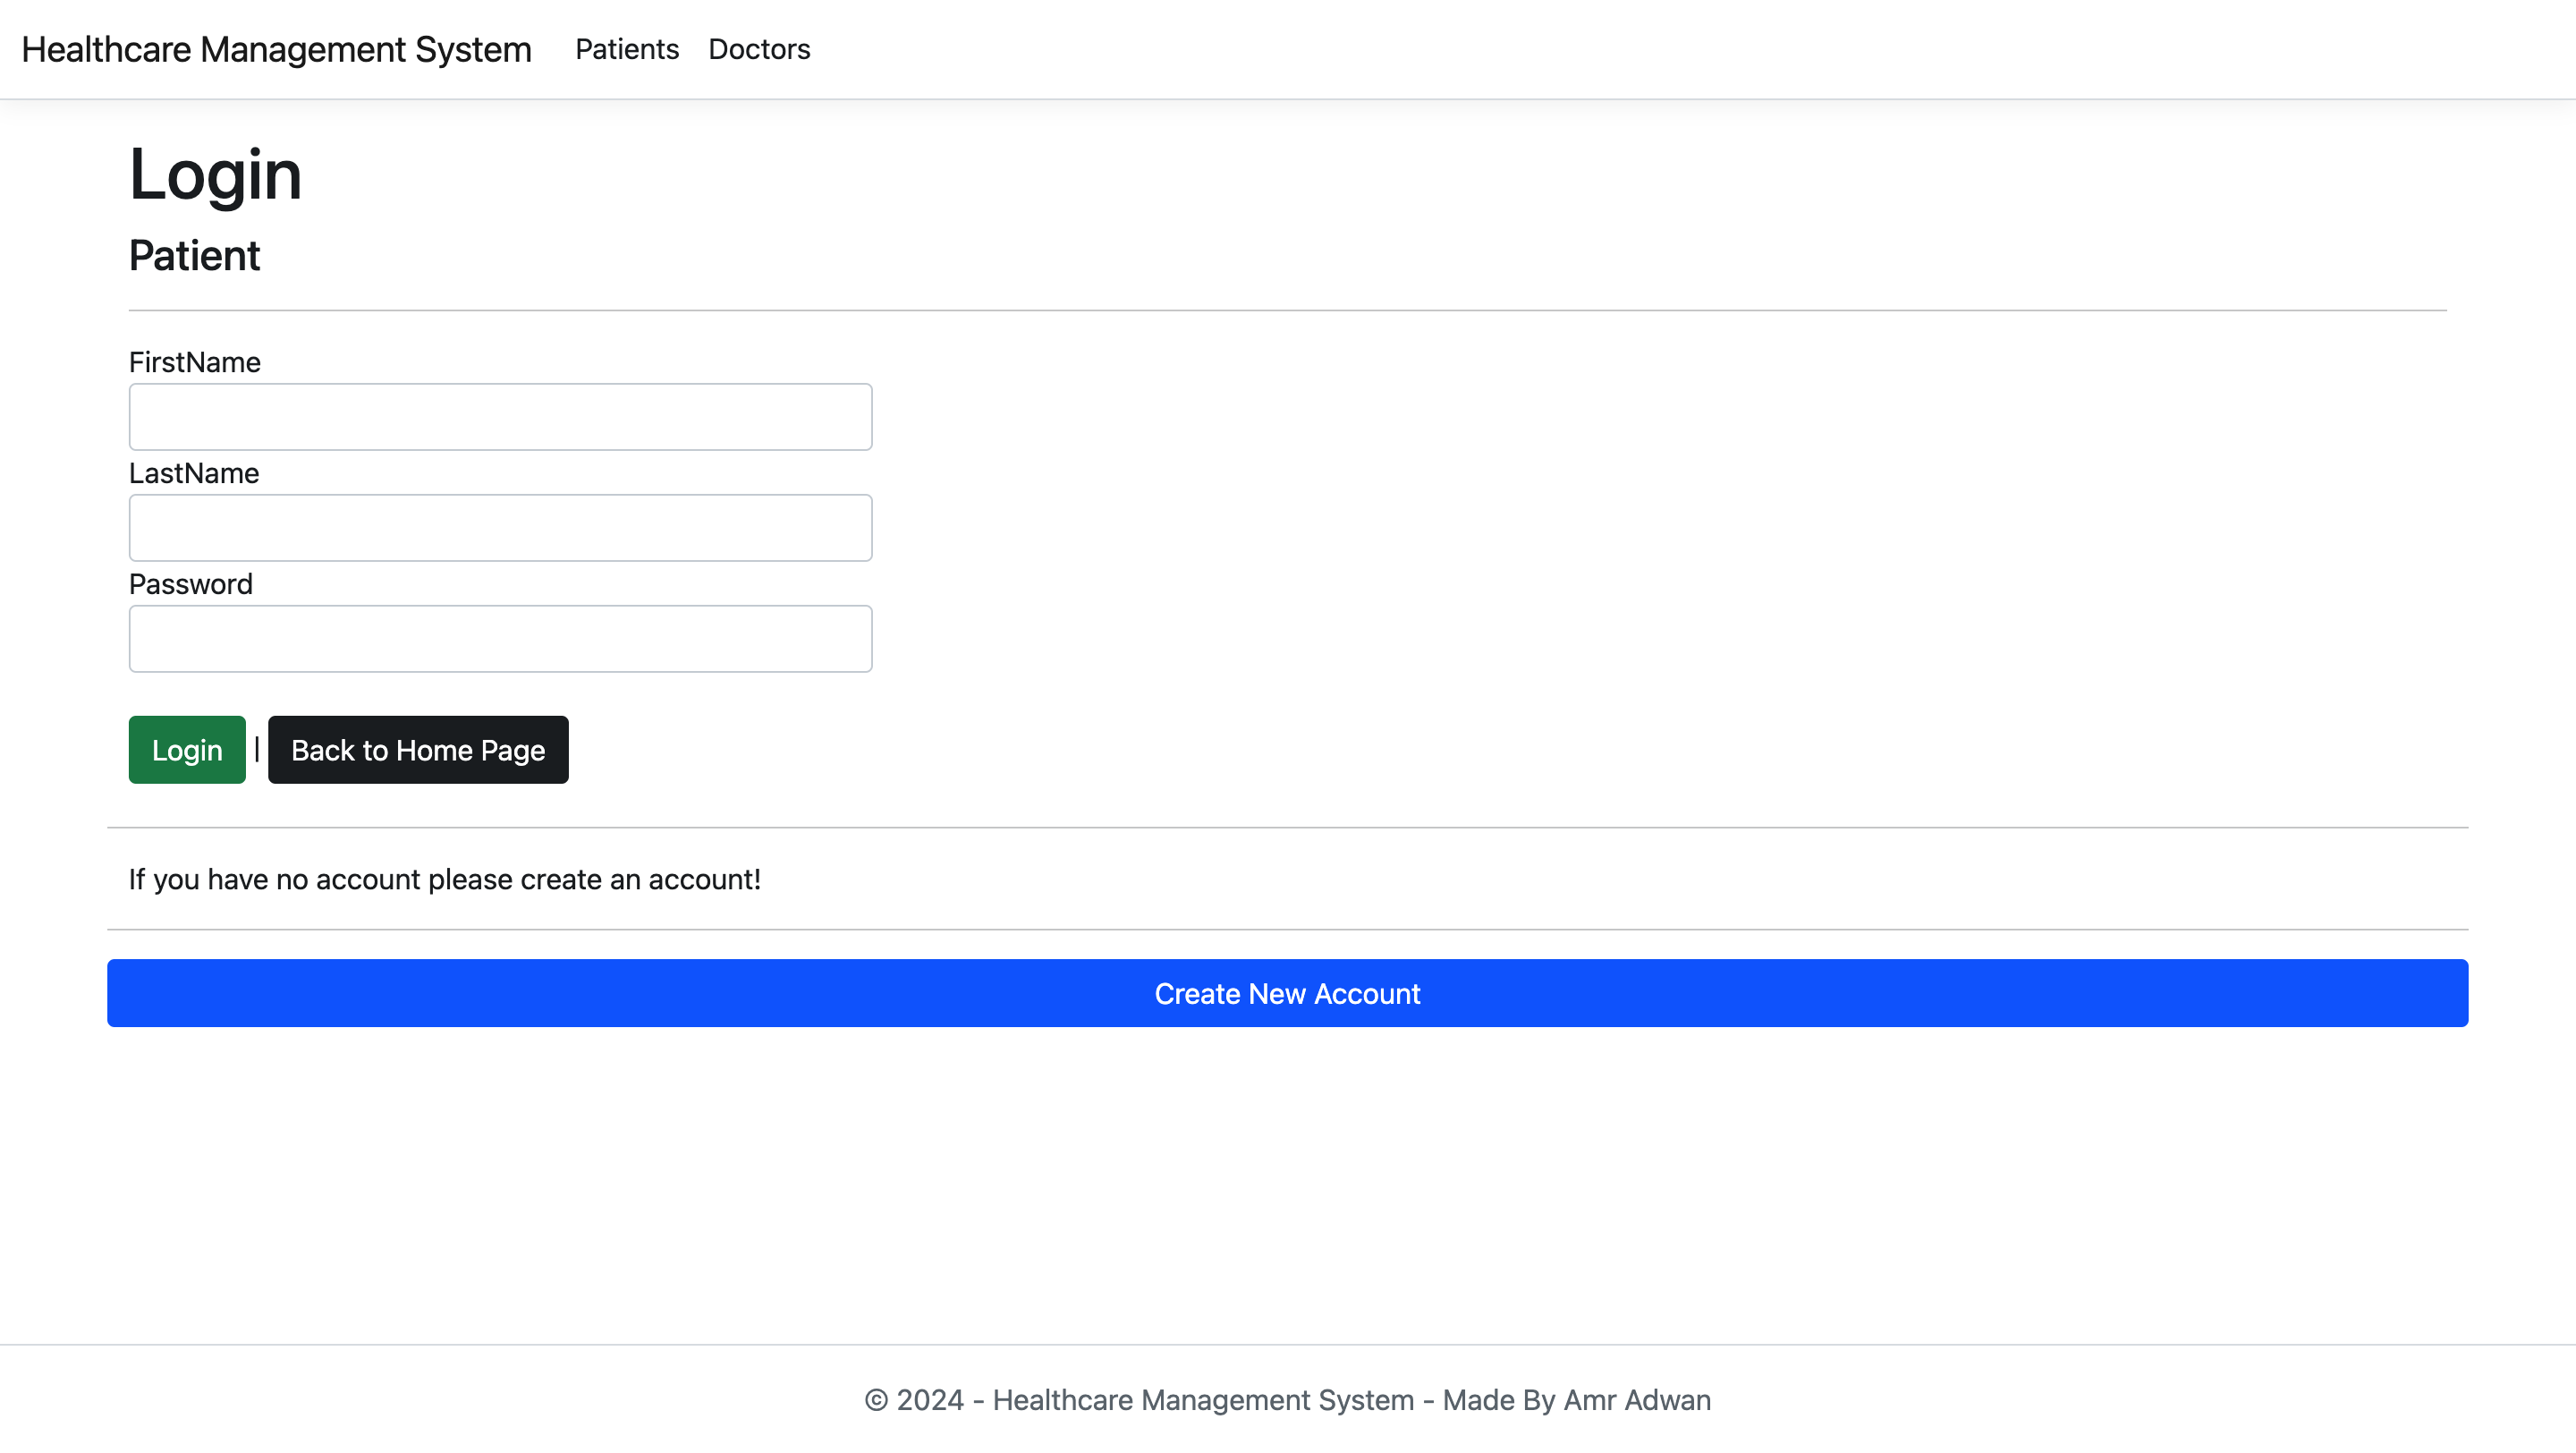 Healthcare Management System Patients Doctors
Login
Patient
FirstName
LastName
Password
Login | Back to Home Page
If you have no account please create an account!
Create New Account
© 2024 - Healthcare Management System - Made By Amr Adwan